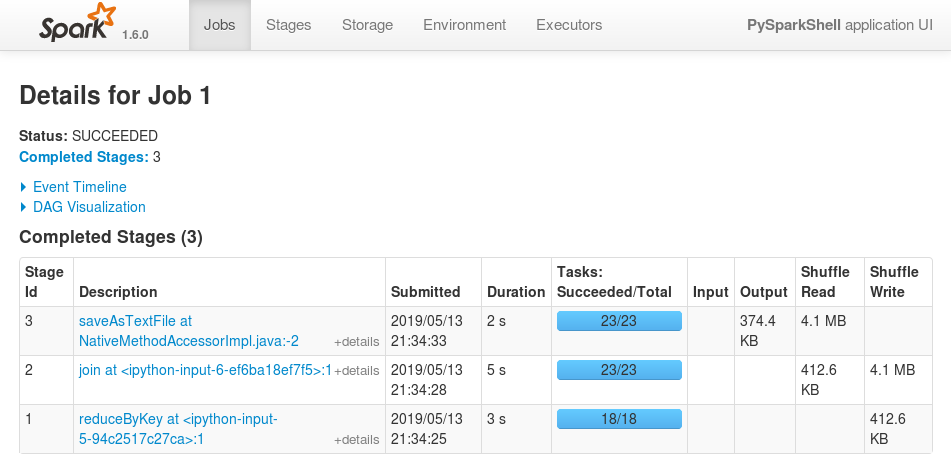 Spark 1.6.0 Jobs Stages Storage Environment Executors PySparkShell application UI
Details for Job 1
Status: SUCCEEDED
Completed Stages: 3
Event Timeline
DAG Visualization
Completed Stages (3)
Stage Id Description Submitted Duration Tasks: Succeeded/Total Input Output Shuffle Read Shuffle Write
3 saveAsTextFile at NativeMethodAccessorImpl.java:-2 +details 2019/05/13 21:34:33 2 s 23/23 374.4 KB 4.1 MB
2 join at <ipython-input-6-ef6ba18ef7f5>:1 +details 2019/05/13 21:34:28 5 s 23/23 412.6 KB 4.1 MB
1 reduceByKey at <ipython-input-5-94c2517c27ca>:1 +details 2019/05/13 21:34:25 3 s 18/18 412.6 KB